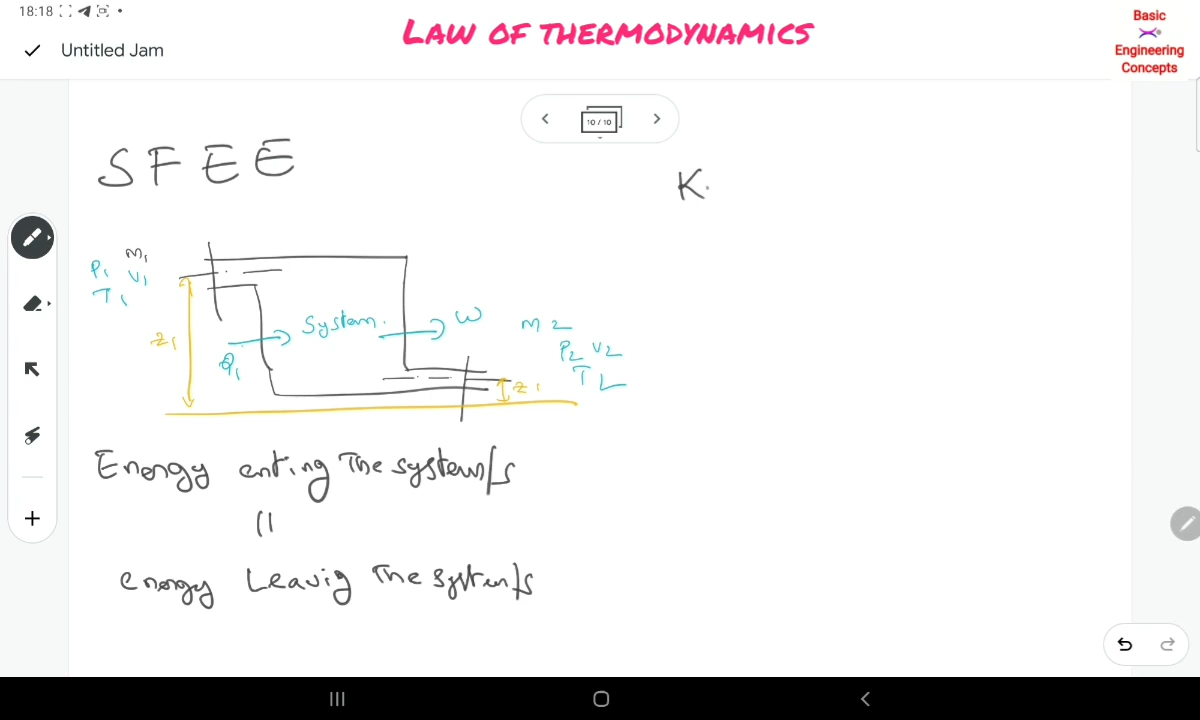 18:18
LAW OF THERMODYNAMICS
Basic
Engineering
Concepts
Untitled Jam
10 / 10
SFEE
K.
M1
P1 V1
T1
Z1
Q1
System.
W
M2
P2 V2
T2
Z1
Energy enting The system/s
||
energy Leavig The system/s